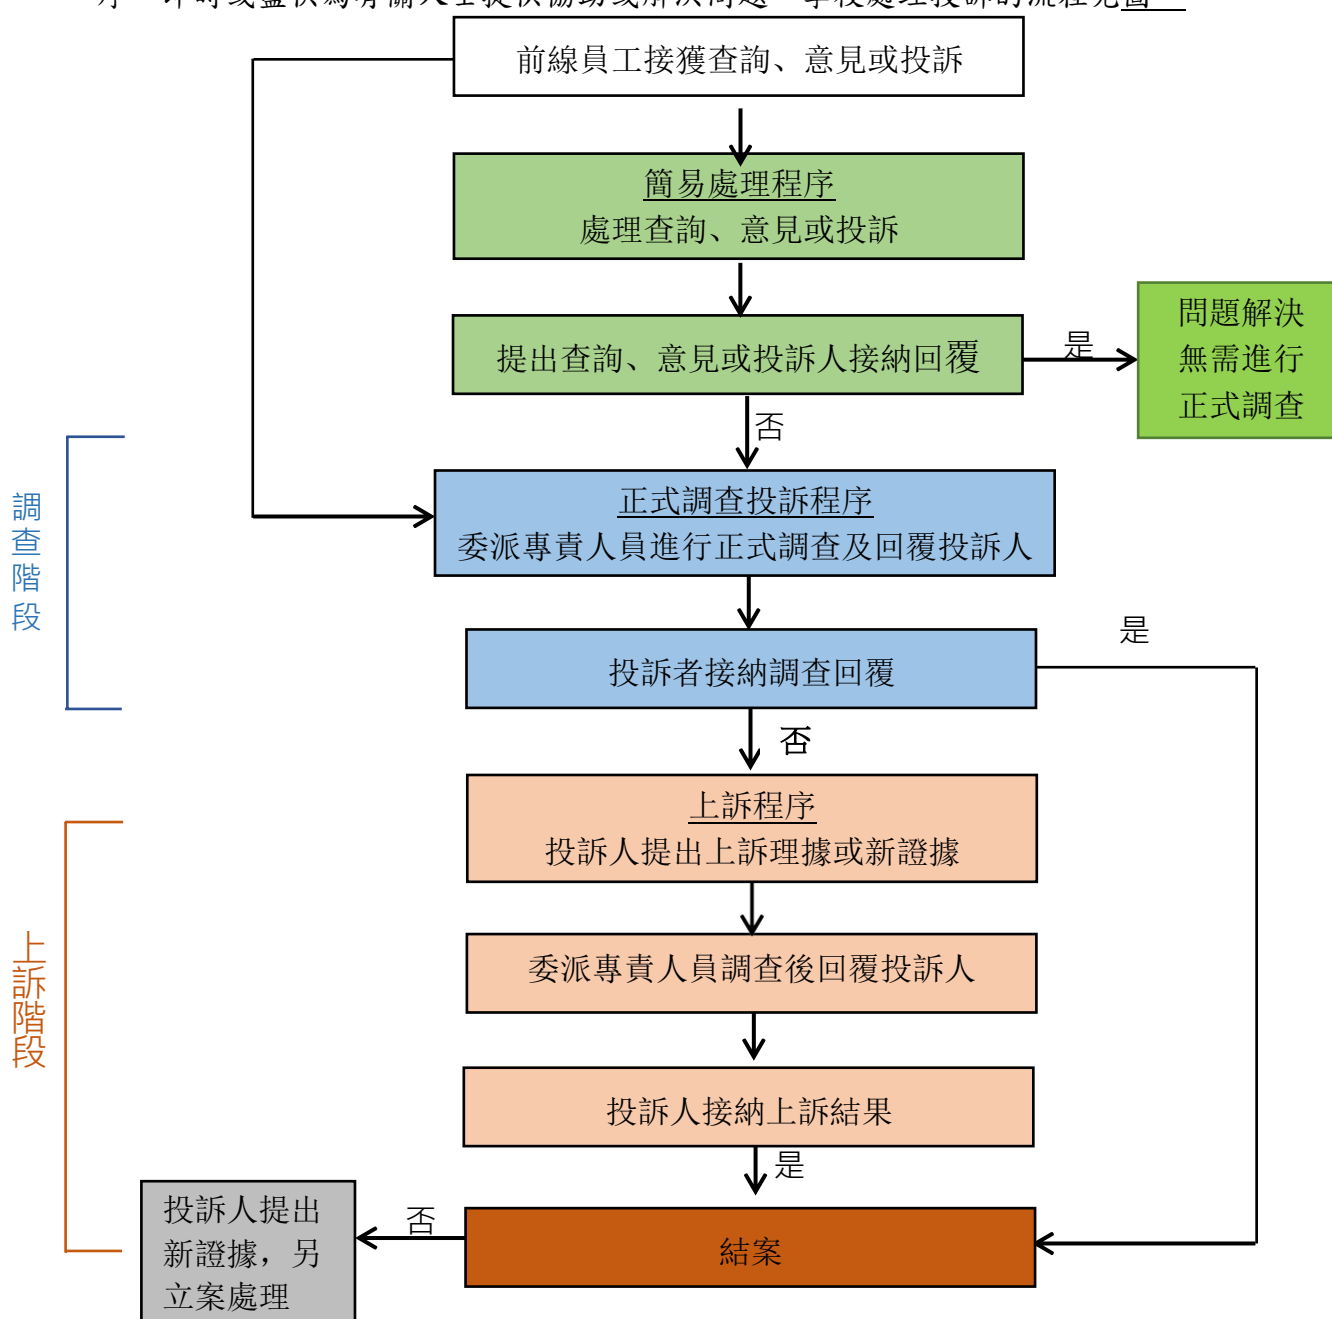 前線員工接獲查詢、意見或投訴
簡易處理程序
處理查詢、意見或投訴
提出查詢、意見或投訴人接納回覆
是
問題解決
無需進行
正式調查
否
調查階段
正式調查投訴程序
委派專責人員進行正式調查及回覆投訴人
投訴者接納調查回覆
是
否
上訴階段
上訴程序
投訴人提出上訴理據或新證據
委派專責人員調查後回覆投訴人
投訴人接納上訴結果
是
結案
否
投訴人提出
新證據，另
立案處理